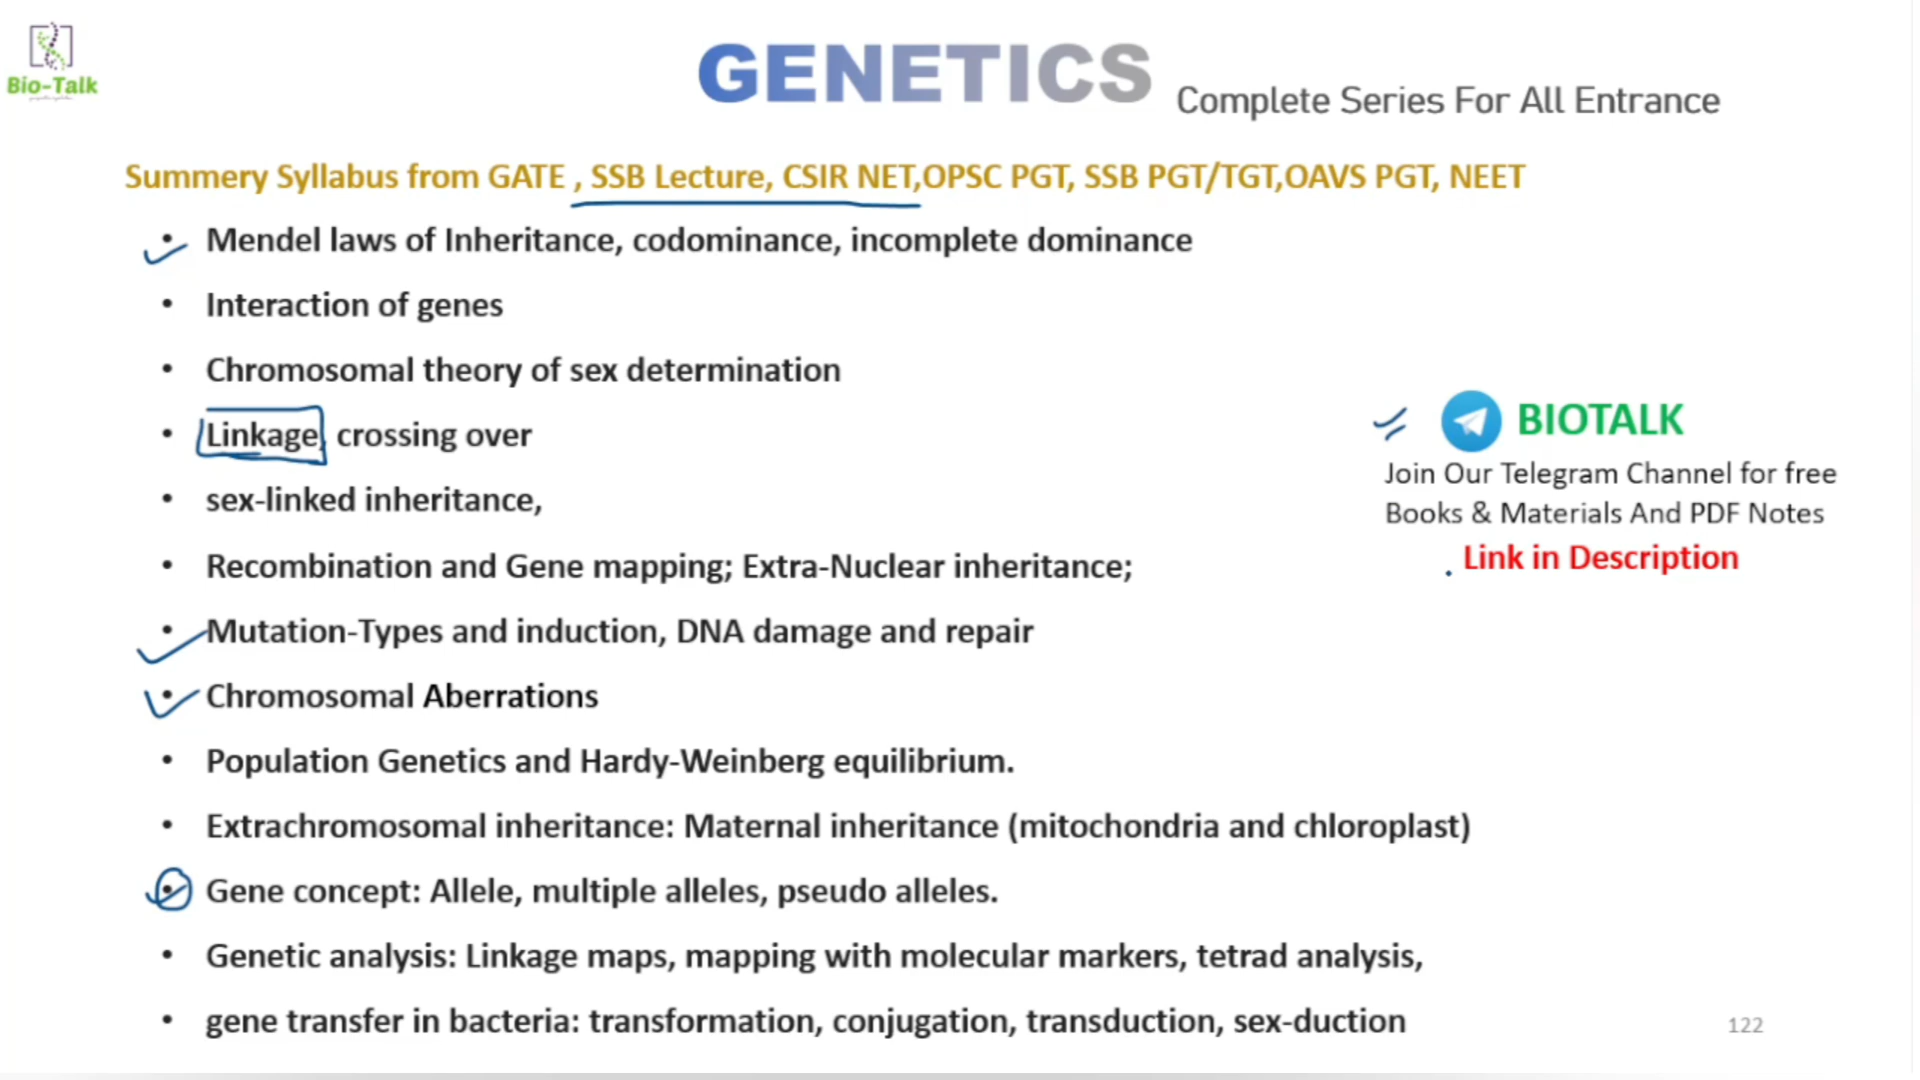 Bio-Talk
GENETICS Complete Series For All Entrance
Summery Syllabus from GATE , SSB Lecture, CSIR NET,OPSC PGT, SSB PGT/TGT,OAVS PGT, NEET
• Mendel laws of Inheritance, codominance, incomplete dominance
• Interaction of genes
• Chromosomal theory of sex determination
• Linkage, crossing over
• sex-linked inheritance,
• Recombination and Gene mapping; Extra-Nuclear inheritance;
• Mutation-Types and induction, DNA damage and repair
• Chromosomal Aberrations
• Population Genetics and Hardy-Weinberg equilibrium.
• Extrachromosomal inheritance: Maternal inheritance (mitochondria and chloroplast)
• Gene concept: Allele, multiple alleles, pseudo alleles.
• Genetic analysis: Linkage maps, mapping with molecular markers, tetrad analysis,
• gene transfer in bacteria: transformation, conjugation, transduction, sex-duction
BIOTALK
Join Our Telegram Channel for free
Books & Materials And PDF Notes
Link in Description
122